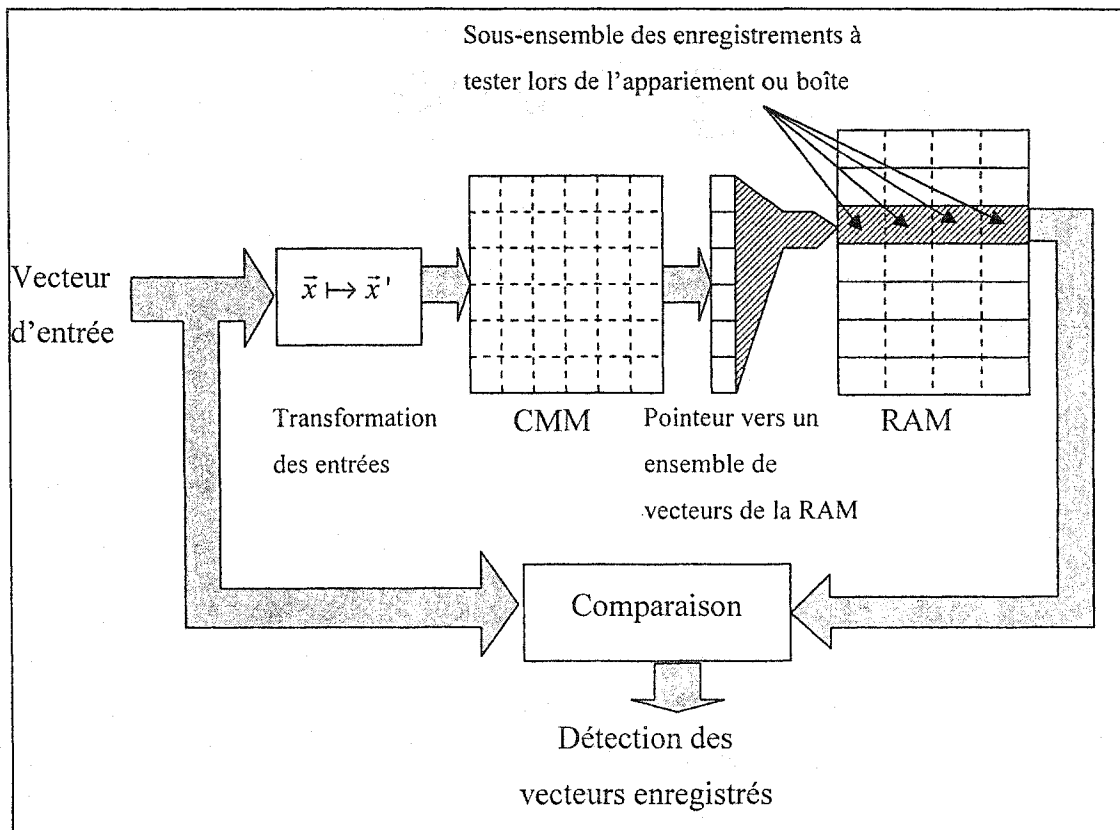 Sous-ensemble des enregistrements à
tester lors de l'appariement ou boîte
Vecteur
d'entrée
x⃗ ↦ x⃗ '
Transformation
des entrées
CMM
Pointeur vers un
ensemble de
vecteurs de la RAM
RAM
Comparaison
Détection des
vecteurs enregistrés